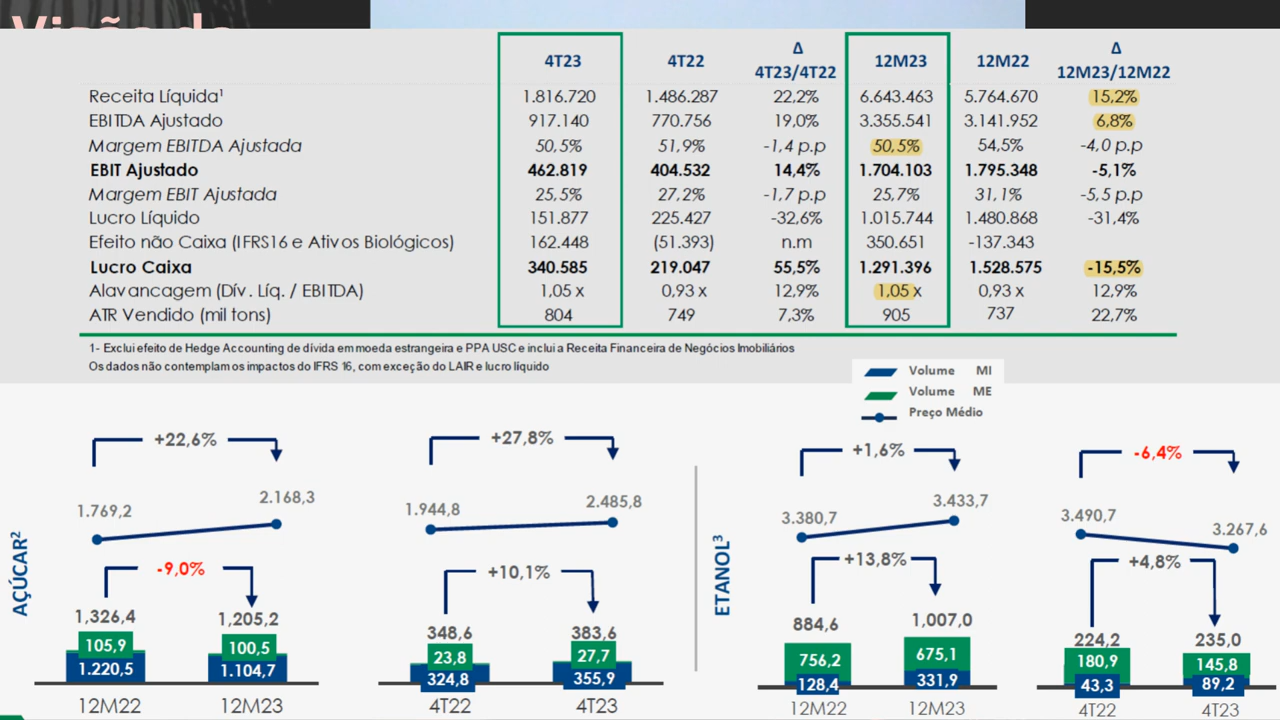 Visão do
4T23 4T22 Δ 4T23/4T22 12M23 12M22 Δ 12M23/12M22
Receita Líquida¹ 1.816.720 1.486.287 22,2% 6.643.463 5.764.670 15,2%
EBITDA Ajustado 917.140 770.756 19,0% 3.355.541 3.141.952 6,8%
Margem EBITDA Ajustada 50,5% 51,9% -1,4 p.p 50,5% 54,5% -4,0 p.p
EBIT Ajustado 462.819 404.532 14,4% 1.704.103 1.795.348 -5,1%
Margem EBIT Ajustada 25,5% 27,2% -1,7 p.p 25,7% 31,1% -5,5 p.p
Lucro Líquido 151.877 225.427 -32,6% 1.015.744 1.480.868 -31,4%
Efeito não Caixa (IFRS16 e Ativos Biológicos) 162.448 (51.393) n.m 350.651 -137.343
Lucro Caixa 340.585 219.047 55,5% 1.291.396 1.528.575 -15,5%
Alavancagem (Dív. Líq. / EBITDA) 1,05 x 0,93 x 12,9% 1,05 x 0,93 x 12,9%
ATR Vendido (mil tons) 804 749 7,3% 905 737 22,7%
1- Exclui efeito de Hedge Accounting de dívida em moeda estrangeira e PPA USC e inclui a Receita Financeira de Negócios Imobiliários
Os dados não contemplam os impactos do IFRS 16, com exceção do LAIR e lucro líquido
Volume MI
Volume ME
Preço Médio
AÇÚCAR²
+22,6%
1.769,2 2.168,3
-9,0%
1,326,4 1,205,2
105,9 100,5
1.220,5 1.104,7
12M22 12M23
+27,8%
1.944,8 2.485,8
+10,1%
348,6 383,6
23,8 27,7
324,8 355,9
4T22 4T23
ETANOL³
+1,6%
3.380,7 3.433,7
+13,8%
884,6 1,007,0
756,2 675,1
128,4 331,9
12M22 12M23
-6,4%
3.490,7 3.267,6
+4,8%
224,2 235,0
180,9 145,8
43,3 89,2
4T22 4T23